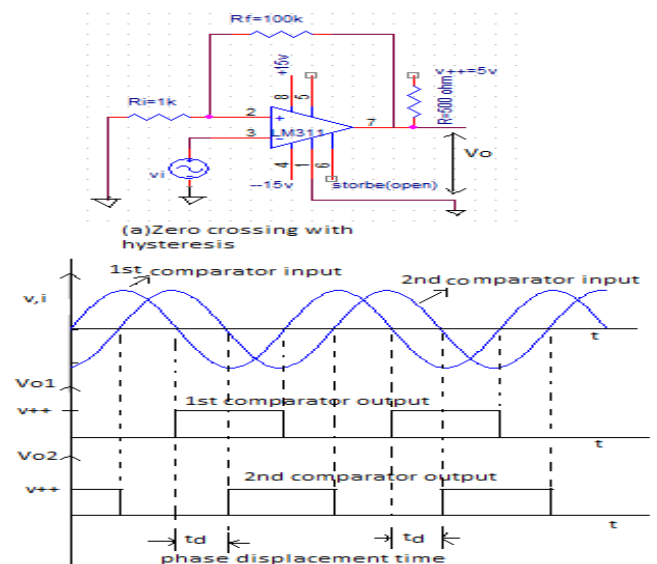 Rf=100k
+15v
v++=5v
8
5
R=500 ohm
Ri=1k
2
+
7
3
-
LM311
Vo
vi
4
1
6
--15v
storbe(open)
(a)Zero crossing with
hysteresis
1st comparator input
2nd comparator input
v,i
t
Vo1
1st comparator output
v++
t
Vo2
2nd comparator output
v++
t
td
td
phase displacement time